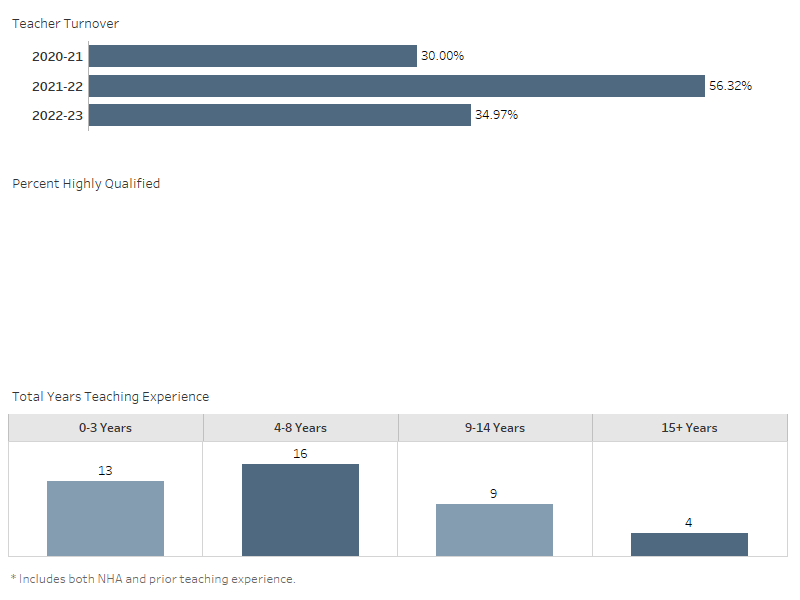 Teacher Turnover
2020-21 30.00%
2021-22 56.32%
2022-23 34.97%
Percent Highly Qualified
Total Years Teaching Experience
0-3 Years 4-8 Years 9-14 Years 15+ Years
13 16 9 4
* Includes both NHA and prior teaching experience.